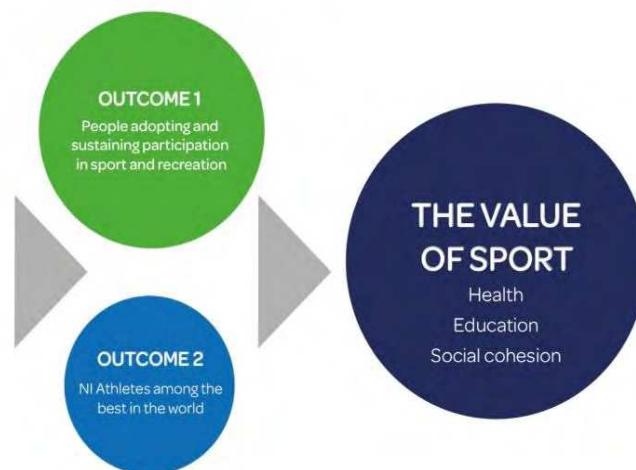 OUTCOME 1
People adopting and
sustaining participation
in sport and recreation
OUTCOME 2
NI Athletes among the
best in the world
THE VALUE
OF SPORT
Health
Education
Social cohesion